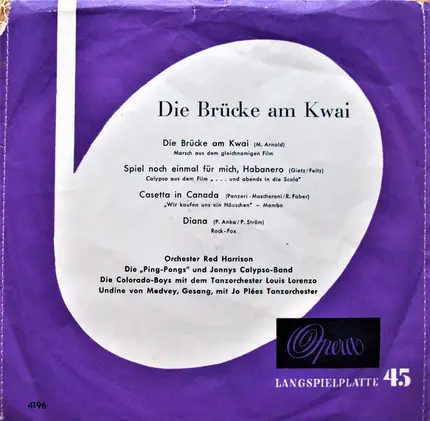 Die Brücke am Kwai
Die Brücke am Kwai (M. Arnold)
Marsch aus dem gleichnamigen Film
Spiel noch einmal für mich, Habanero (Gietz/Feltz)
Calypso aus dem Film „ . . . und abends in die Scala"
Casetta in Canada (Panzeri - Mascheroni/R. Faber)
„Wir kaufen uns ein Häuschen" – Mambo
Diana (P. Anka/P. Ström)
Rock-Fox
Orchester Red Harrison
Die „Ping-Pongs" und Jonnys Calypso-Band
Die Colorado-Boys mit dem Tanzorchester Louis Lorenzo
Undine von Medvey, Gesang, mit Jo Plées Tanzorchester
Opera
LANGSPIELPLATTE 45
4196